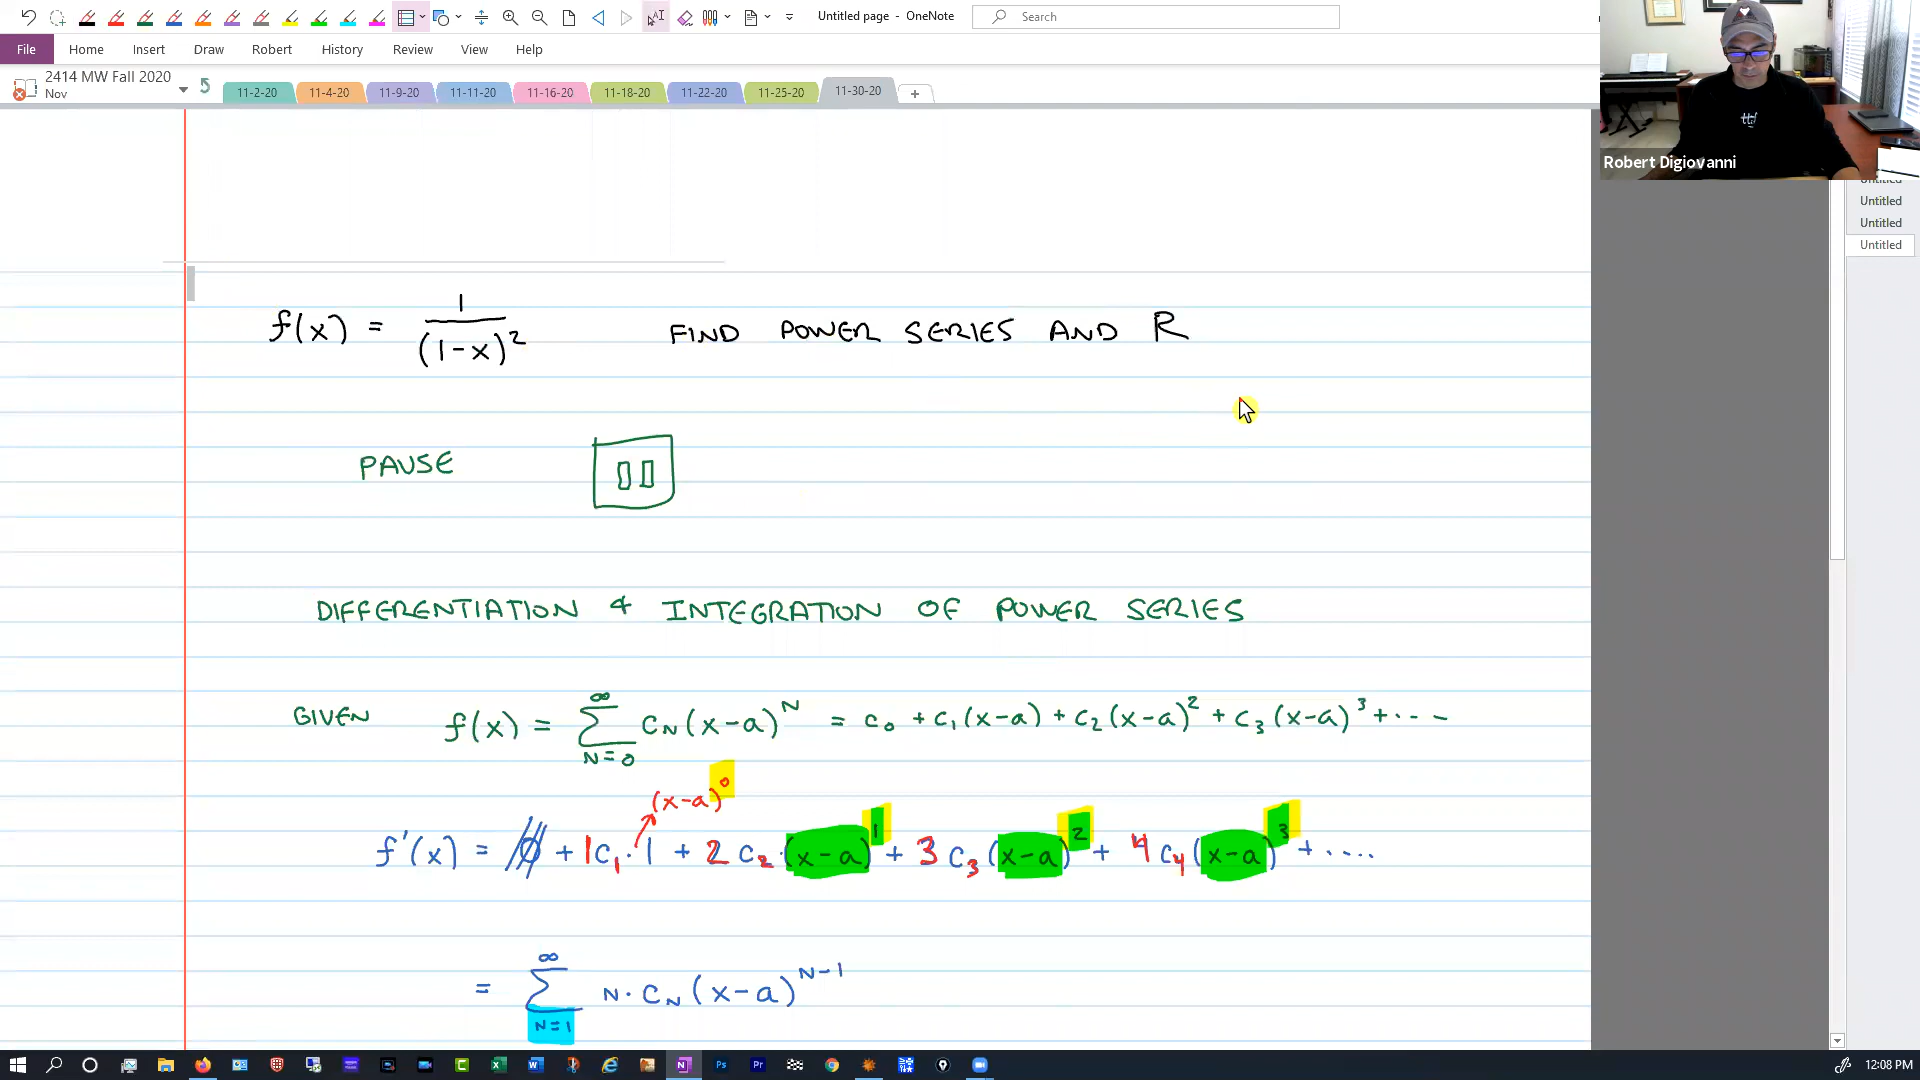 Untitled page - OneNote
Search
File Home Insert Draw Robert History Review View Help
2414 MW Fall 2020
Nov
11-2-20 11-4-20 11-9-20 11-11-20 11-16-20 11-18-20 11-22-20 11-25-20 11-30-20 +
Robert Digiovanni
Untitled
Untitled
Untitled
Untitled
f(x) = 1/(1-x)² FIND POWER SERIES AND R
PAUSE
DIFFERENTIATION & INTEGRATION OF POWER SERIES
GIVEN f(x) = ∑_{N=0}^{∞} c_N (x-a)^N = c₀ + c₁(x-a) + c₂(x-a)² + c₃(x-a)³ + ···
(x-a)⁰
f'(x) = 0 + 1c₁·1 + 2c₂·(x-a)¹ + 3c₃(x-a)² + 4c₄(x-a)³ + ····
= ∑_{N=1}^{∞} N·c_N (x-a)^{N-1}
12:08 PM